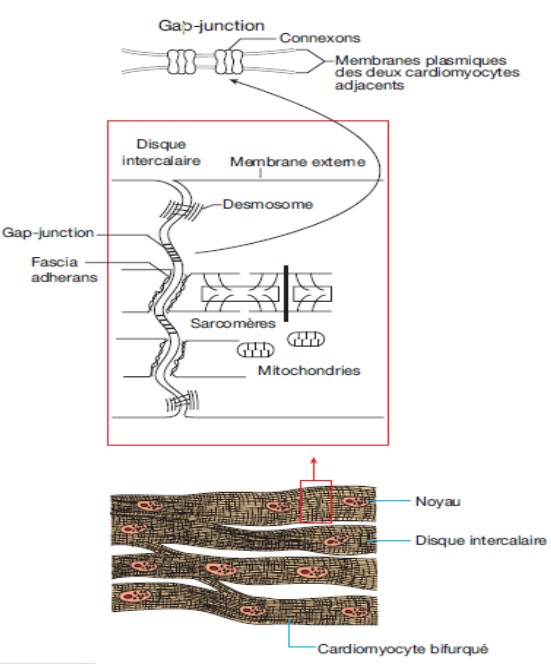 Gap-junction
Connexons
Membranes plasmiques
des deux cardiomyocytes
adjacents
Disque
intercalaire
Membrane externe
Desmosome
Gap-junction
Fascia
adherans
Sarcomères
Mitochondries
Noyau
Disque intercalaire
Cardiomyocyte bifurqué